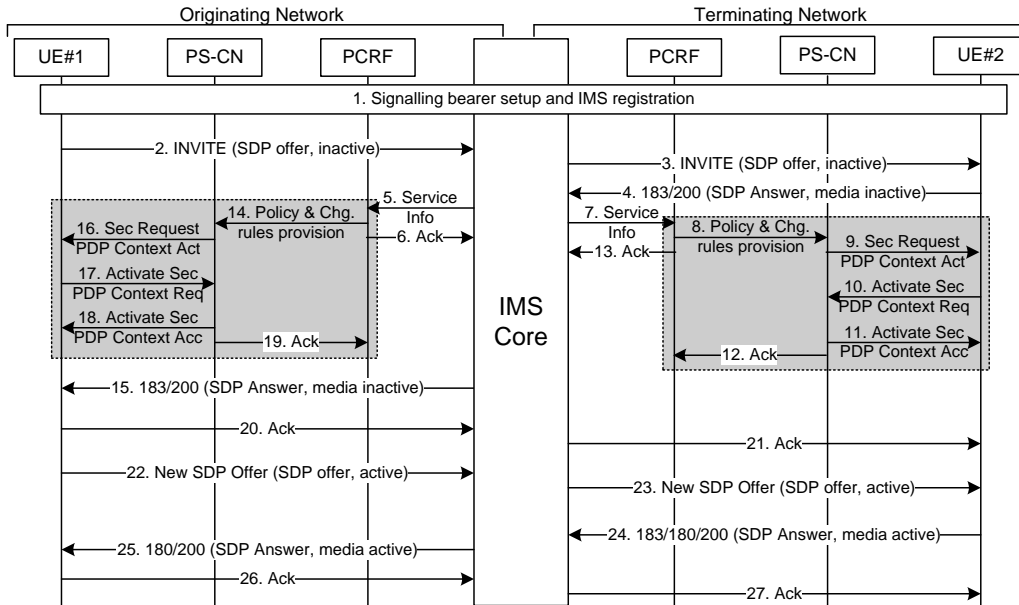 Originating Network
Terminating Network
UE#1
PS-CN
PCRF
PCRF
PS-CN
UE#2
1. Signalling bearer setup and IMS registration
2. INVITE (SDP offer, inactive)
3. INVITE (SDP offer, inactive)
4. 183/200 (SDP Answer, media inactive)
5. Service
Info
6. Ack
7. Service
Info
8. Policy & Chg.
rules provision
9. Sec Request
PDP Context Act
10. Activate Sec
PDP Context Req
11. Activate Sec
PDP Context Acc
12. Ack
13. Ack
14. Policy & Chg.
rules provision
16. Sec Request
PDP Context Act
17. Activate Sec
PDP Context Req
18. Activate Sec
PDP Context Acc
19. Ack
IMS
Core
15. 183/200 (SDP Answer, media inactive)
20. Ack
21. Ack
22. New SDP Offer (SDP offer, active)
23. New SDP Offer (SDP offer, active)
24. 183/180/200 (SDP Answer, media active)
25. 180/200 (SDP Answer, media active)
26. Ack
27. Ack